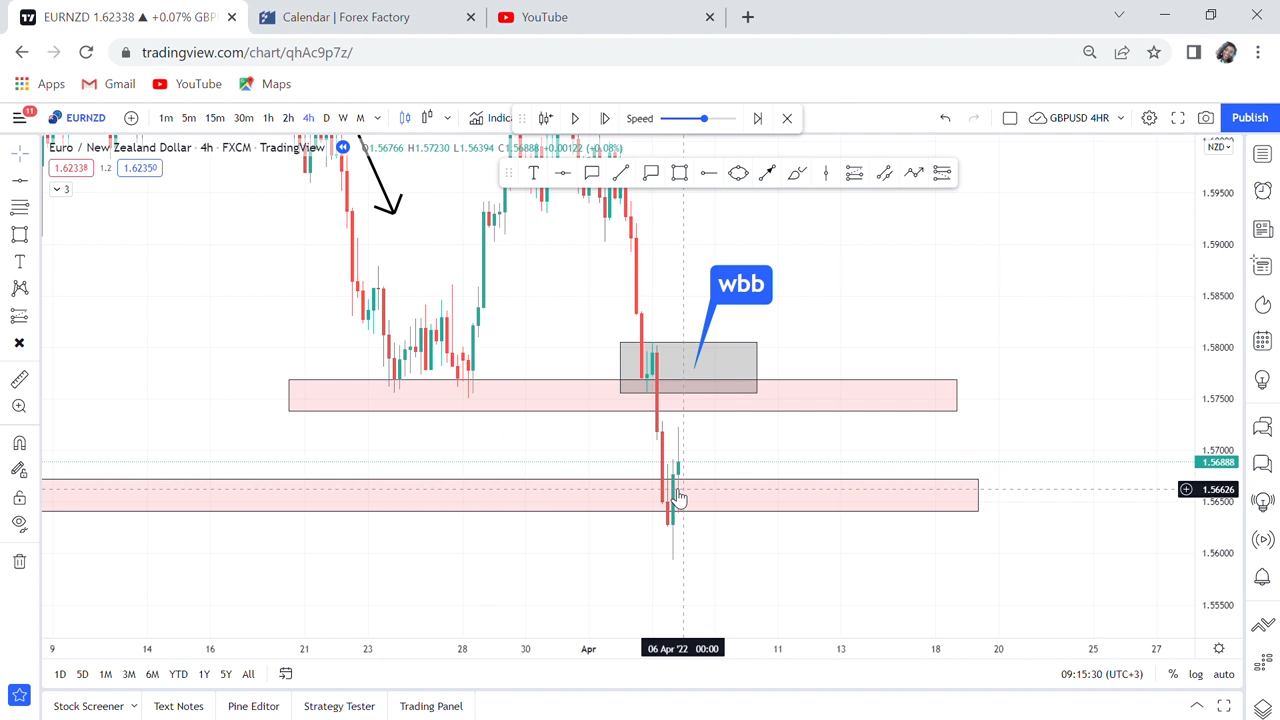 EURNZD 1.62338 ▲ +0.07% GBP
Calendar | Forex Factory
YouTube
tradingview.com/chart/qhAc9p7z/
Apps
Gmail
YouTube
Maps
11
EURNZD
1m 5m 15m 30m 1h 2h 4h D W M
Indic
Speed
GBPUSD 4HR
Publish
Euro / New Zealand Dollar · 4h · FXCM · TradingView
O1.56766 H1.57230 L1.56394 C1.56888 +0.00122 (+0.08%)
NZD
1.62338 1.2 1.62350
3
1.59500
1.59000
wbb
1.58500
1.58000
1.57500
1.57000
1.56888
1.56626
1.56500
1.56000
1.55500
9 14 16 21 23 28 30 Apr 06 Apr '22 00:00 11 13 18 20 25 27
1D 5D 1M 3M 6M YTD 1Y 5Y All
09:15:30 (UTC+3)
% log auto
Stock Screener
Text Notes
Pine Editor
Strategy Tester
Trading Panel